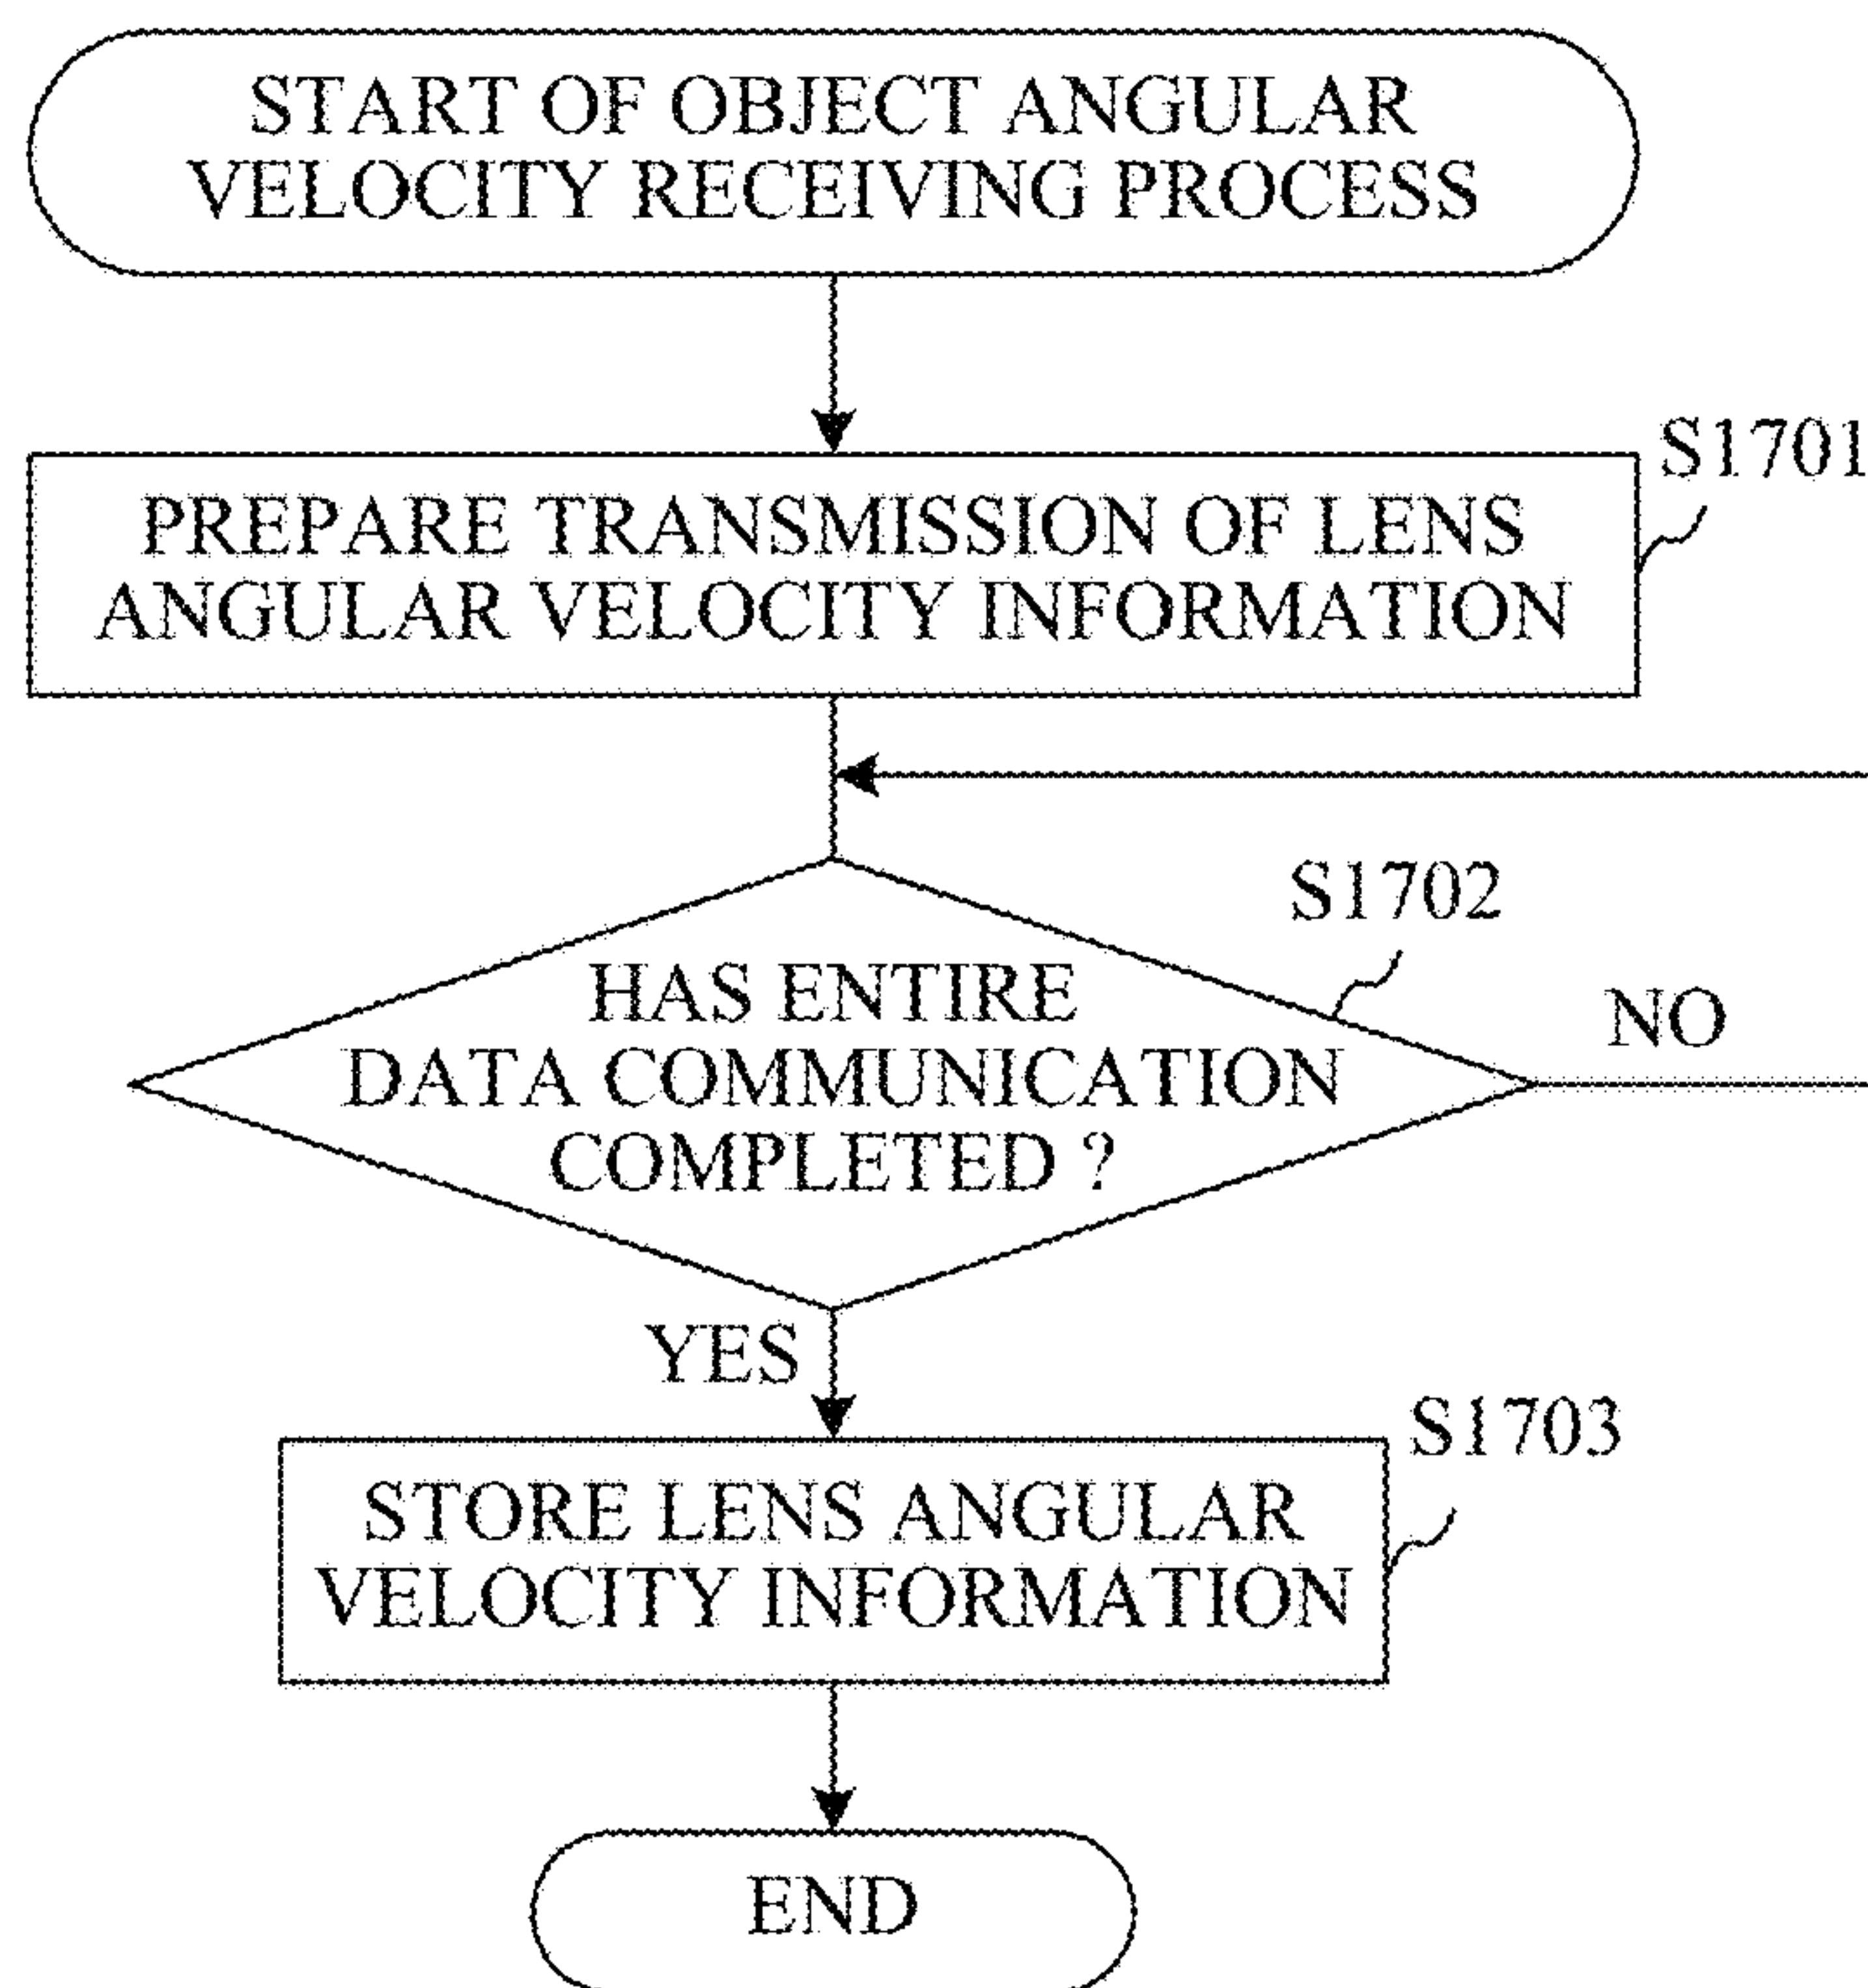 START OF OBJECT ANGULAR
VELOCITY RECEIVING PROCESS
S1701
PREPARE TRANSMISSION OF LENS
ANGULAR VELOCITY INFORMATION
S1702
HAS ENTIRE
DATA COMMUNICATION
COMPLETED ?
NO
YES
S1703
STORE LENS ANGULAR
VELOCITY INFORMATION
END